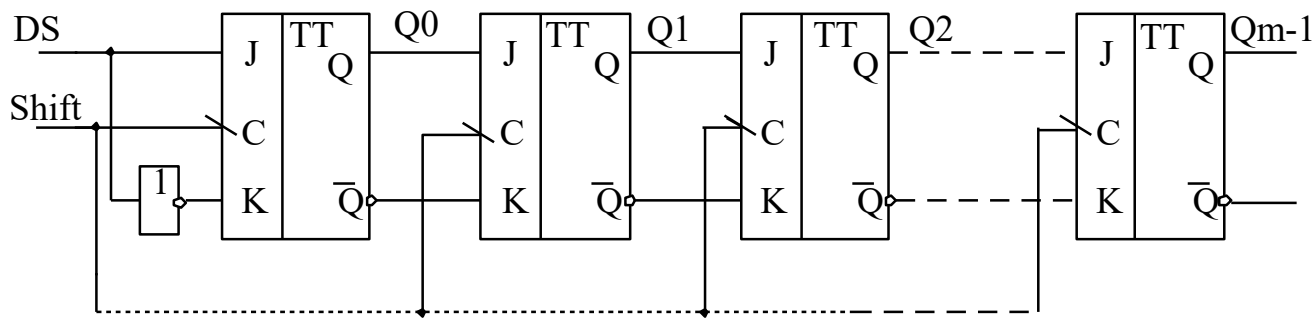 DS TT Q0 TT Q1 TT Q2 TT Qm-1
J Q J Q J Q J Q
Shift
C C C C
1 K Q̅ K Q̅ K Q̅ K Q̅